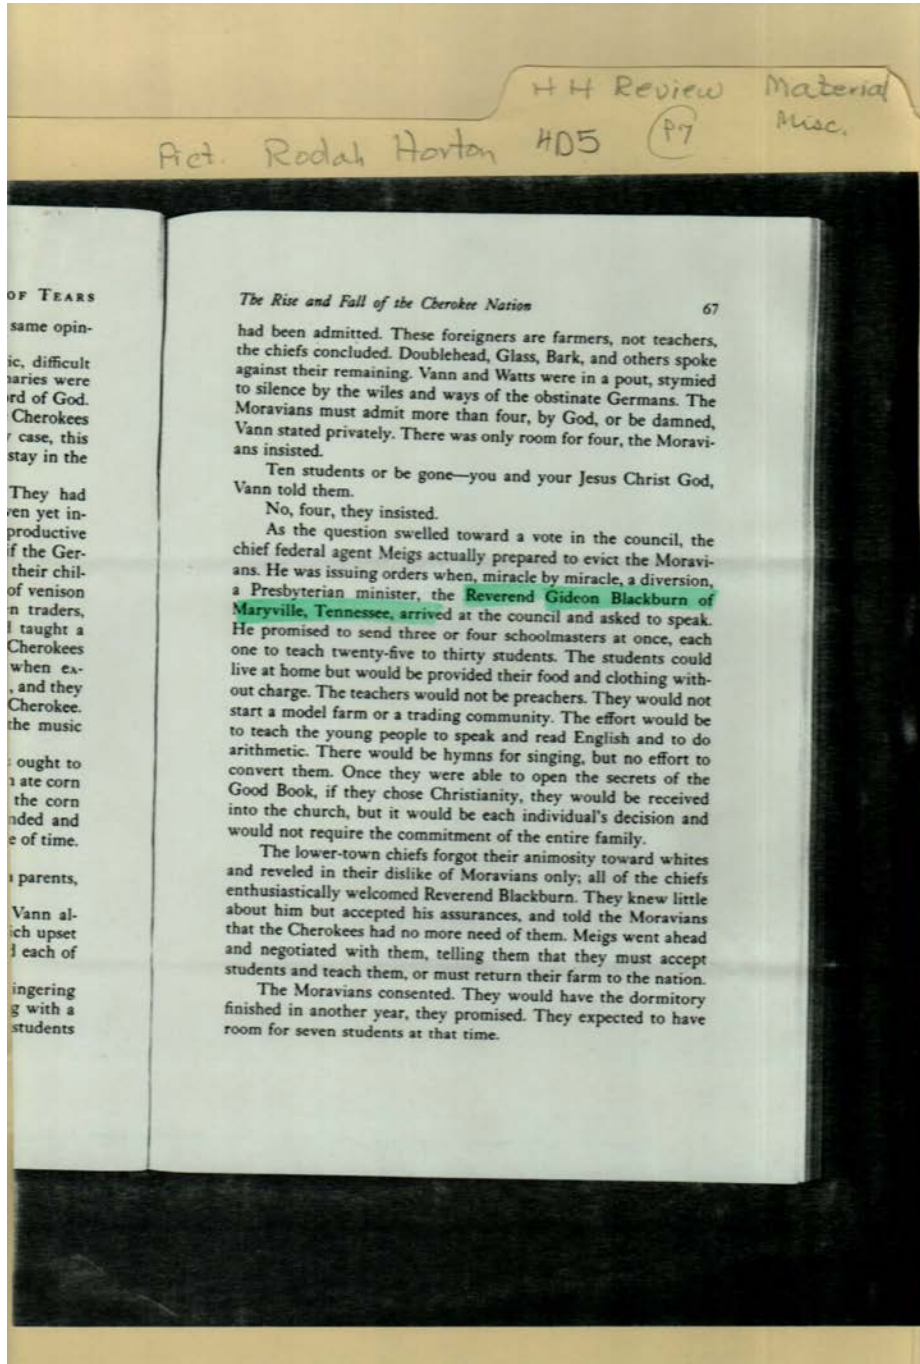 HH Review Material
Misc.
Pict. Rodah Horton HD5 P7
OF TEARS
same opin-
ic, difficult
naries were
rd of God.
Cherokees
case, this
stay in the
They had
ven yet in-
productive
if the Ger-
their chil-
of venison
n traders,
taught a
Cherokees
when ex-
, and they
Cherokee.
the music
ought to
n ate corn
the corn
nded and
e of time.
parents,
Vann al-
ich upset
each of
ingering
g with a
students
The Rise and Fall of the Cherokee Nation 67
had been admitted. These foreigners are farmers, not teachers,
the chiefs concluded. Doublehead, Glass, Bark, and others spoke
against their remaining. Vann and Watts were in a pout, stymied
to silence by the wiles and ways of the obstinate Germans. The
Moravians must admit more than four, by God, or be damned,
Vann stated privately. There was only room for four, the Moravi-
ans insisted.
Ten students or be gone—you and your Jesus Christ God,
Vann told them.
No, four, they insisted.
As the question swelled toward a vote in the council, the
chief federal agent Meigs actually prepared to evict the Moravi-
ans. He was issuing orders when, miracle by miracle, a diversion,
a Presbyterian minister, the Reverend Gideon Blackburn of
Maryville, Tennessee, arrived at the council and asked to speak.
He promised to send three or four schoolmasters at once, each
one to teach twenty-five to thirty students. The students could
live at home but would be provided their food and clothing with-
out charge. The teachers would not be preachers. They would not
start a model farm or a trading community. The effort would be
to teach the young people to speak and read English and to do
arithmetic. There would be hymns for singing, but no effort to
convert them. Once they were able to open the secrets of the
Good Book, if they chose Christianity, they would be received
into the church, but it would be each individual's decision and
would not require the commitment of the entire family.
The lower-town chiefs forgot their animosity toward whites
and reveled in their dislike of Moravians only; all of the chiefs
enthusiastically welcomed Reverend Blackburn. They knew little
about him but accepted his assurances, and told the Moravians
that the Cherokees had no more need of them. Meigs went ahead
and negotiated with them, telling them that they must accept
students and teach them, or must return their farm to the nation.
The Moravians consented. They would have the dormitory
finished in another year, they promised. They expected to have
room for seven students at that time.